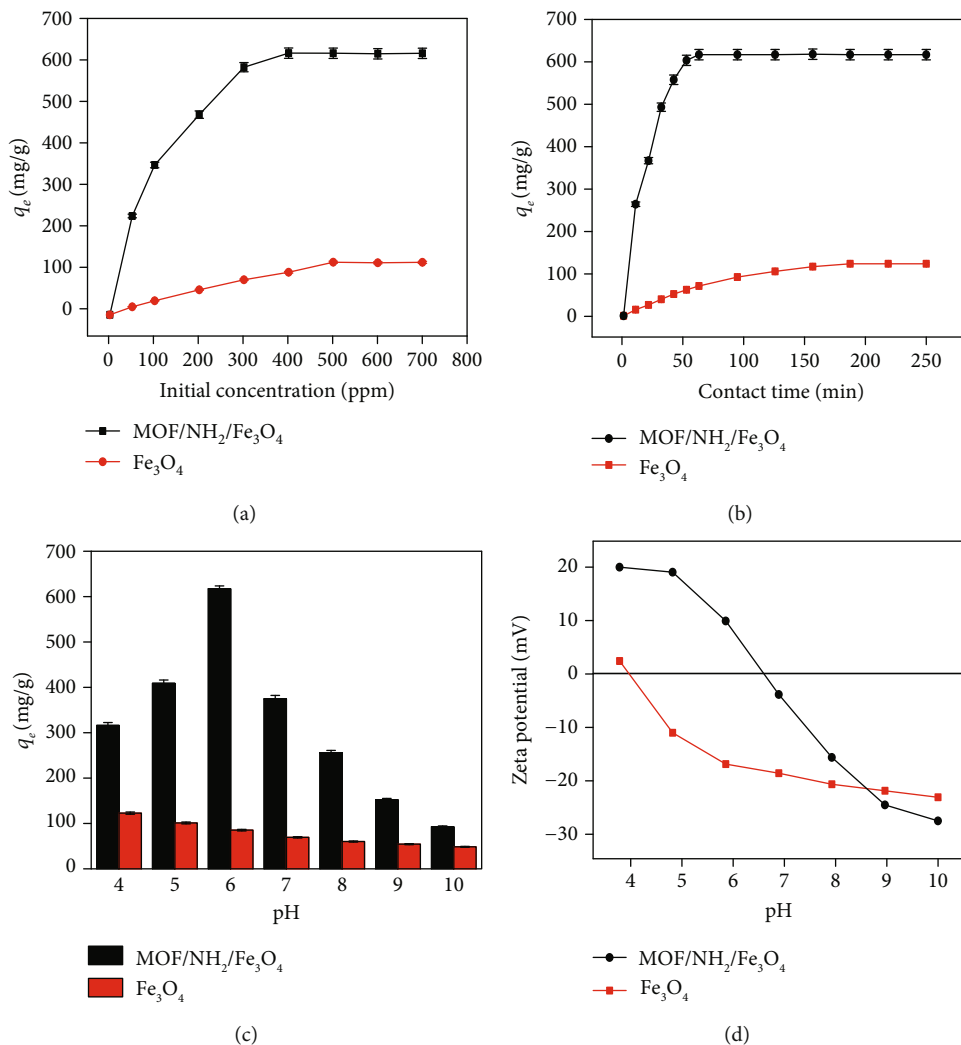 700
600
500
400
300
200
100
0
qₑ (mg/g)
0 100 200 300 400 500 600 700 800
Initial concentration (ppm)
MOF/NH₂/Fe₃O₄
Fe₃O₄
(a)
700
600
500
400
300
200
100
0
qₑ (mg/g)
0 50 100 150 200 250
Contact time (min)
MOF/NH₂/Fe₃O₄
Fe₃O₄
(b)
700
600
500
400
300
200
100
0
qₑ (mg/g)
4 5 6 7 8 9 10
pH
MOF/NH₂/Fe₃O₄
Fe₃O₄
(c)
20
10
0
−10
−20
−30
Zeta potential (mV)
4 5 6 7 8 9 10
pH
MOF/NH₂/Fe₃O₄
Fe₃O₄
(d)